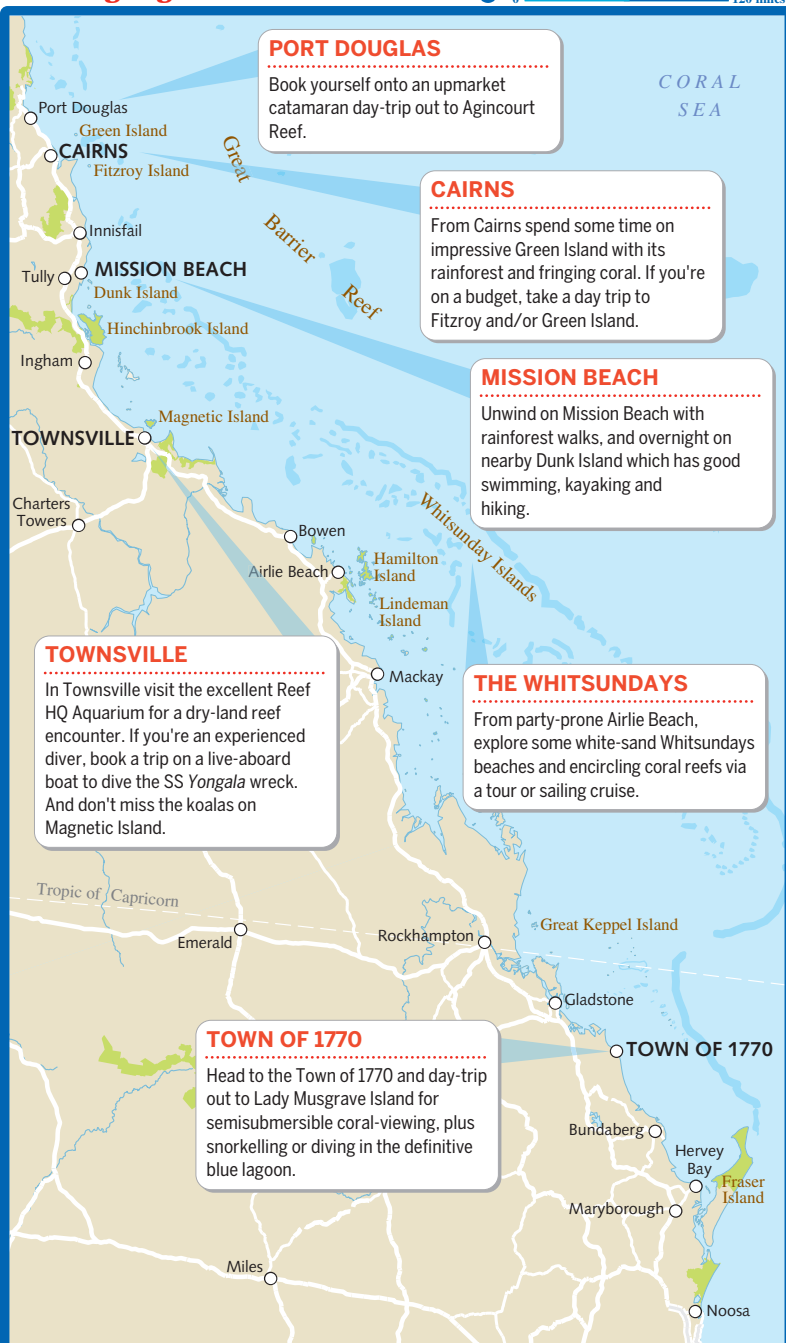 120 miles
0
PORT DOUGLAS
Book yourself onto an upmarket
catamaran day-trip out to Agincourt
Reef.
CORAL
SEA
Port Douglas
Green Island
CAIRNS
Fitzroy Island
Great
Barrier
Reef
CAIRNS
From Cairns spend some time on
impressive Green Island with its
rainforest and fringing coral. If you're
on a budget, take a day trip to
Fitzroy and/or Green Island.
Innisfail
MISSION BEACH
Tully
Dunk Island
Hinchinbrook Island
Ingham
MISSION BEACH
Unwind on Mission Beach with
rainforest walks, and overnight on
nearby Dunk Island which has good
swimming, kayaking and
hiking.
Magnetic Island
TOWNSVILLE
Charters
Towers
Bowen
Whitsunday Islands
Airlie Beach
Hamilton
Island
Lindeman
Island
TOWNSVILLE
In Townsville visit the excellent Reef
HQ Aquarium for a dry-land reef
encounter. If you're an experienced
diver, book a trip on a live-aboard
boat to dive the SS Yongala wreck.
And don't miss the koalas on
Magnetic Island.
Mackay
THE WHITSUNDAYS
From party-prone Airlie Beach,
explore some white-sand Whitsundays
beaches and encircling coral reefs via
a tour or sailing cruise.
Tropic of Capricorn
Emerald
Rockhampton
Great Keppel Island
Gladstone
TOWN OF 1770
Head to the Town of 1770 and day-trip
out to Lady Musgrave Island for
semisubmersible coral-viewing, plus
snorkelling or diving in the definitive
blue lagoon.
TOWN OF 1770
Bundaberg
Hervey
Bay
Fraser
Island
Maryborough
Miles
Noosa